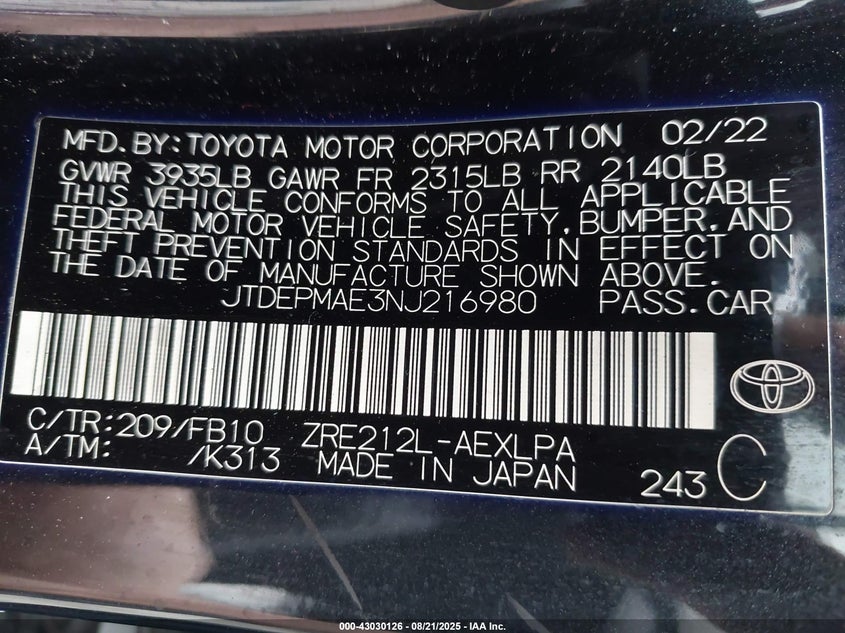 MFD.BY:TOYOTA MOTOR CORPORATION 02/22
GVWR 3935LB GAWR FR 2315LB RR 2140LB
THIS VEHICLE CONFORMS TO ALL APPLICABLE
FEDERAL MOTOR VEHICLE SAFETY,BUMPER,AND
THEFT PREVENTION STANDARDS IN EFFECT ON
THE DATE OF MANUFACTURE SHOWN ABOVE.
JTDEPMAE3NJ216980 PASS.CAR
C/TR:209/FB10 ZRE212L-AEXLPA
A/TM: /K313 MADE IN JAPAN 243 C
000-43030126 - 08/21/2025 - IAA Inc.